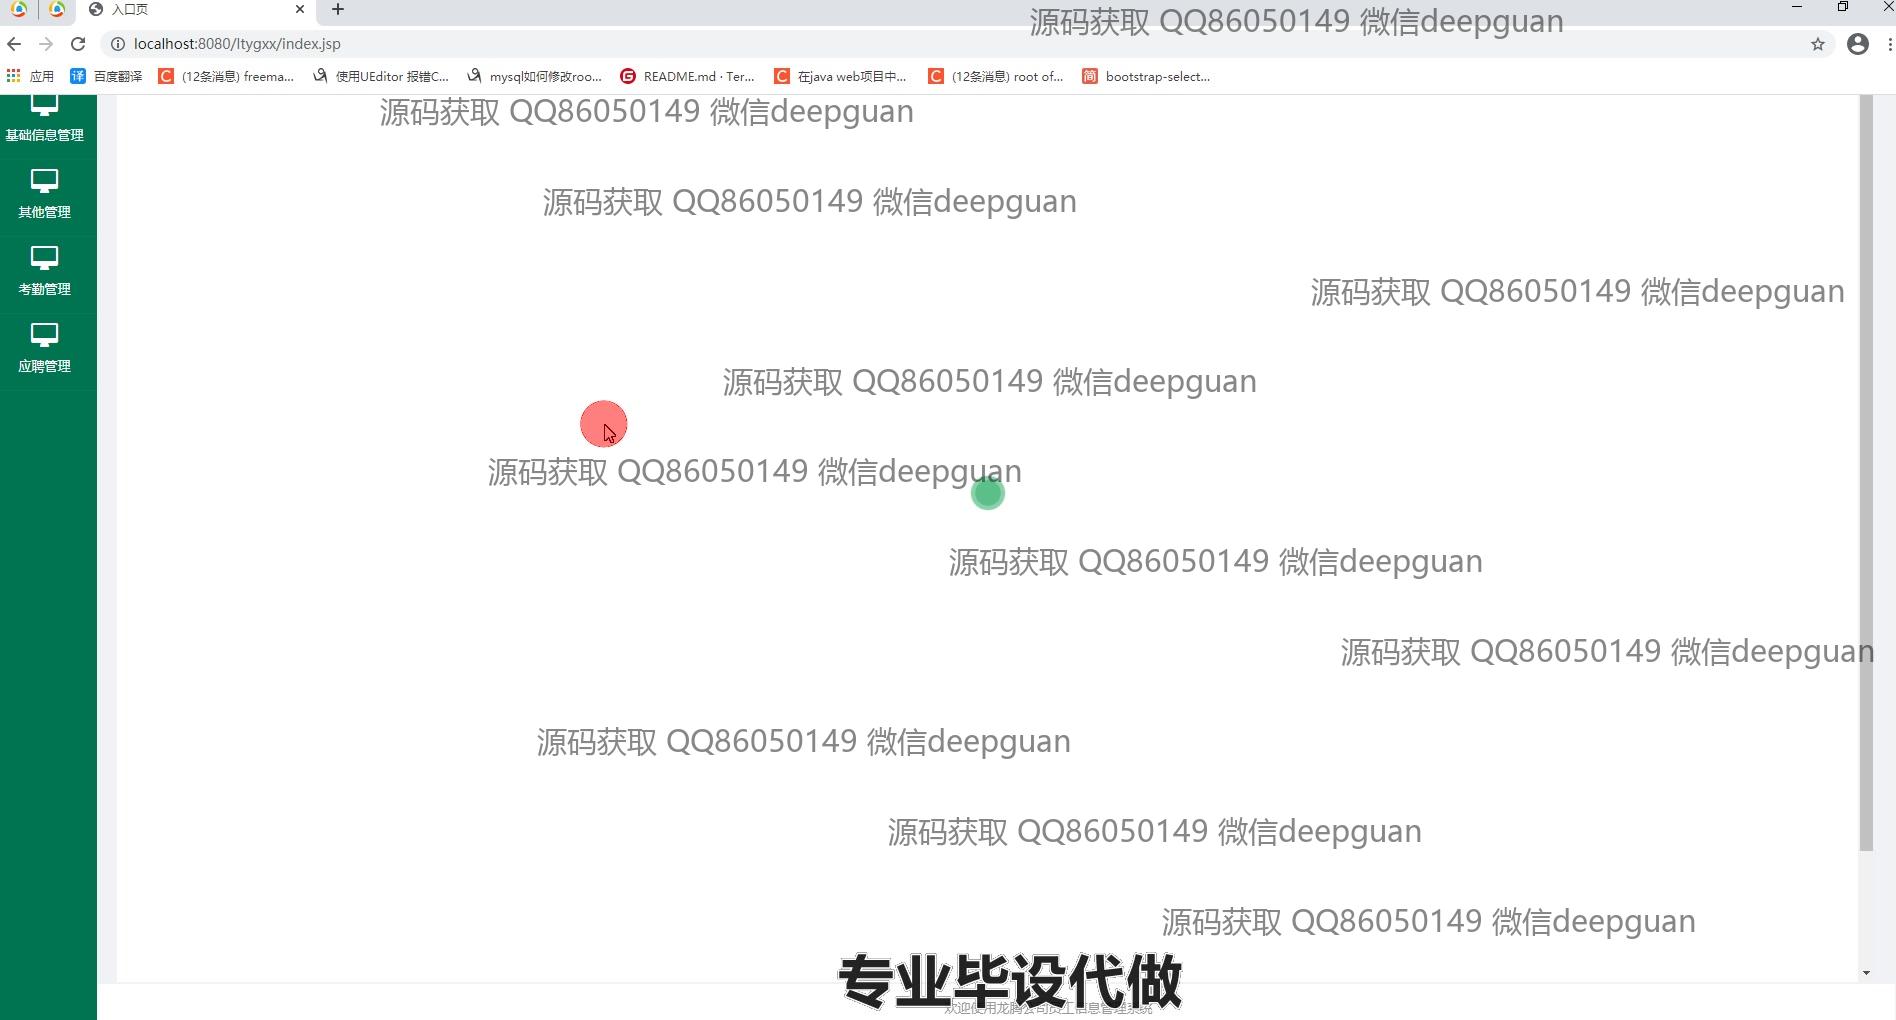 入口页
源码获取 QQ86050149 微信deepguan
localhost:8080/ltygxx/index.jsp
应用
百度翻译
(12条消息) freema...
使用UEditor 报错C...
mysql如何修改roo...
README.md · Ter...
在java web项目中...
(12条消息) root of...
bootstrap-select...
源码获取 QQ86050149 微信deepguan
基础信息管理
源码获取 QQ86050149 微信deepguan
其他管理
源码获取 QQ86050149 微信deepguan
考勤管理
应聘管理
源码获取 QQ86050149 微信deepguan
源码获取 QQ86050149 微信deepguan
源码获取 QQ86050149 微信deepguan
源码获取 QQ86050149 微信deepguan
源码获取 QQ86050149 微信deepguan
源码获取 QQ86050149 微信deepguan
源码获取 QQ86050149 微信deepguan
专业毕设代做
欢迎使用龙腾公司员工信息管理系统